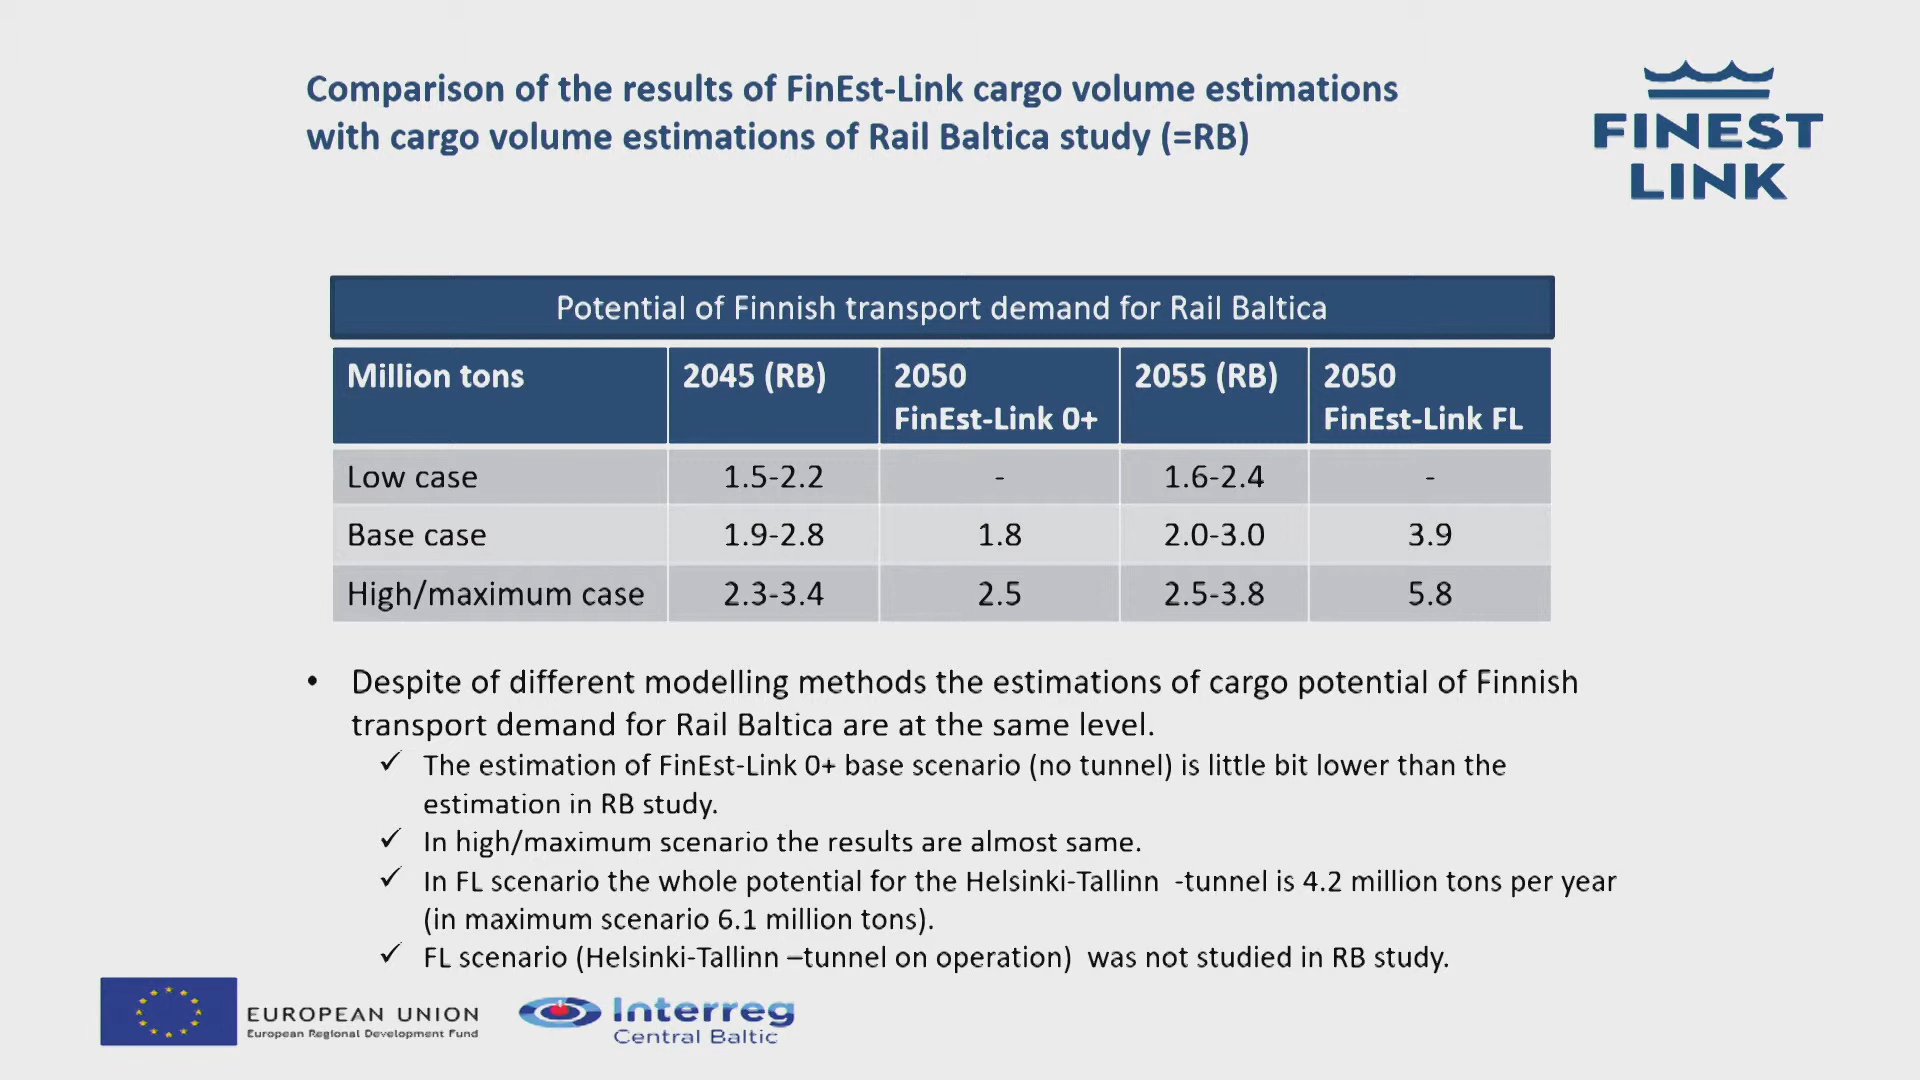 Comparison of the results of FinEst-Link cargo volume estimations
with cargo volume estimations of Rail Baltica study (=RB)
FINEST
LINK
Potential of Finnish transport demand for Rail Baltica
Million tons 2045 (RB) 2050 FinEst-Link 0+ 2055 (RB) 2050 FinEst-Link FL
Low case 1.5-2.2 - 1.6-2.4 -
Base case 1.9-2.8 1.8 2.0-3.0 3.9
High/maximum case 2.3-3.4 2.5 2.5-3.8 5.8
• Despite of different modelling methods the estimations of cargo potential of Finnish
transport demand for Rail Baltica are at the same level.
✓ The estimation of FinEst-Link 0+ base scenario (no tunnel) is little bit lower than the
estimation in RB study.
✓ In high/maximum scenario the results are almost same.
✓ In FL scenario the whole potential for the Helsinki-Tallinn -tunnel is 4.2 million tons per year
(in maximum scenario 6.1 million tons).
✓ FL scenario (Helsinki-Tallinn –tunnel on operation) was not studied in RB study.
EUROPEAN UNION
European Regional Development Fund
Interreg
Central Baltic